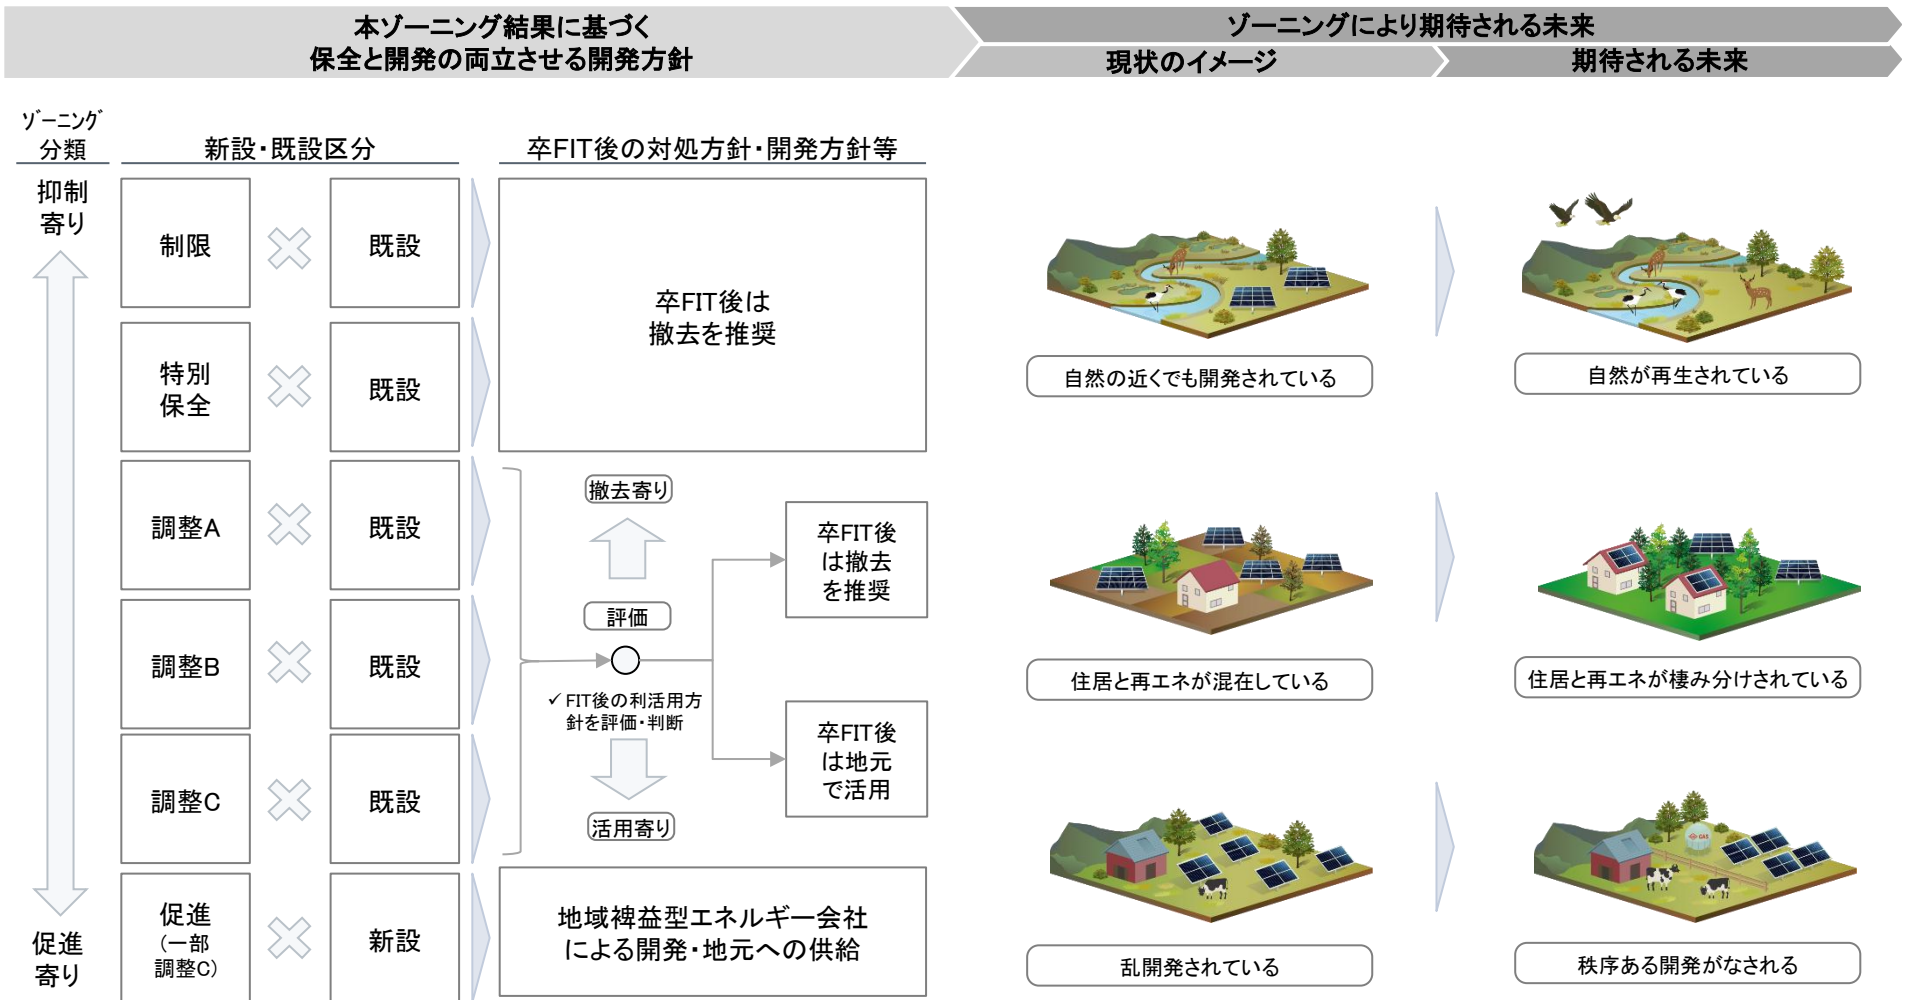 本ゾーニング結果に基づく
保全と開発の両立させる開発方針
ゾーニングにより期待される未来
現状のイメージ
期待される未来
ゾーニング
分類
新設・既設区分
卒FIT後の対処方針・開発方針等
抑制
寄り
制限
既設
卒FIT後は
撤去を推奨
特別
保全
既設
自然の近くでも開発されている
自然が再生されている
調整A
既設
撤去寄り
卒FIT後
は撤去
を推奨
評価
調整B
既設
✓FIT後の利活用方
針を評価・判断
住居と再エネが混在している
住居と再エネが棲み分けされている
卒FIT後
は地元
で活用
調整C
既設
活用寄り
GAS
促進
(一部
調整C)
新設
地域裨益型エネルギー会社
による開発・地元への供給
促進
寄り
乱開発されている
秩序ある開発がなされる